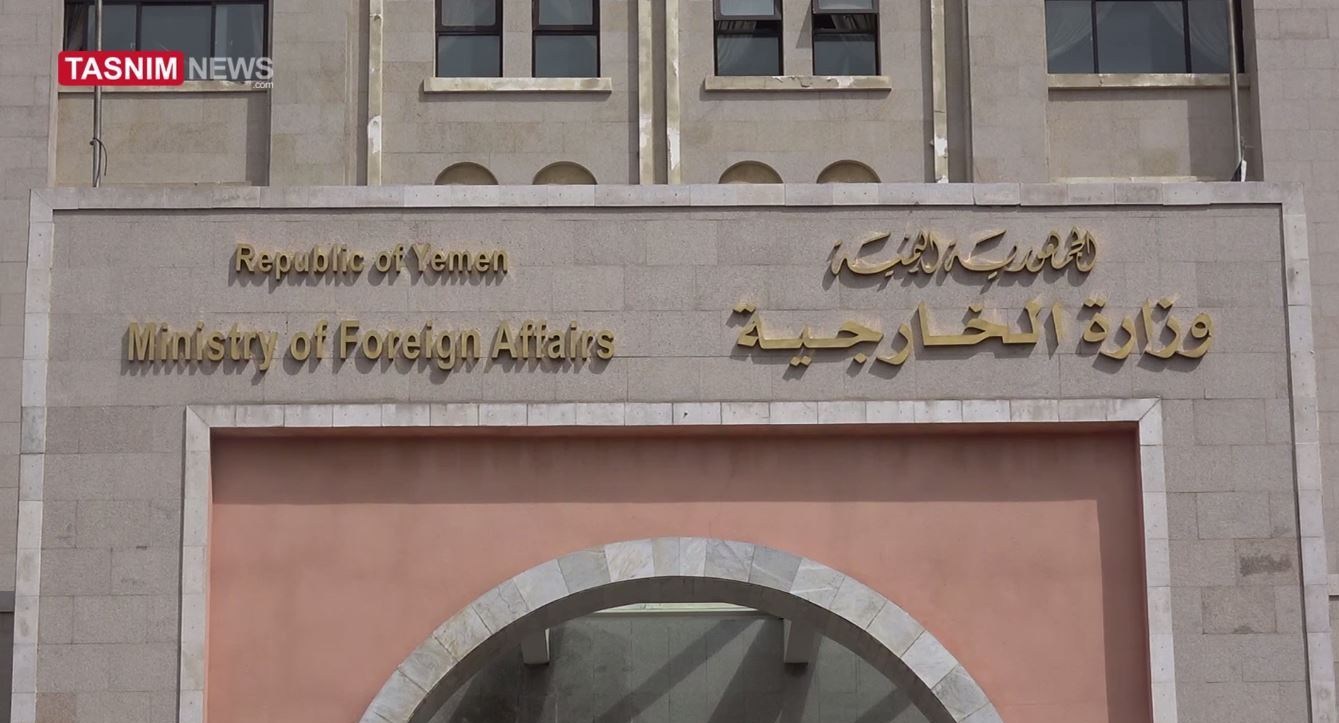 TASNIM NEWS
.com
Republic of Yemen
الجمهورية اليمنية
Ministry of Foreign Affairs
وزارة الخارجية